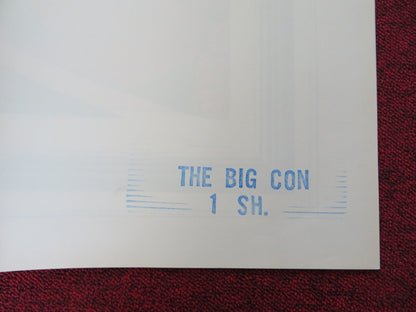 THE BIG CON
1 SH.